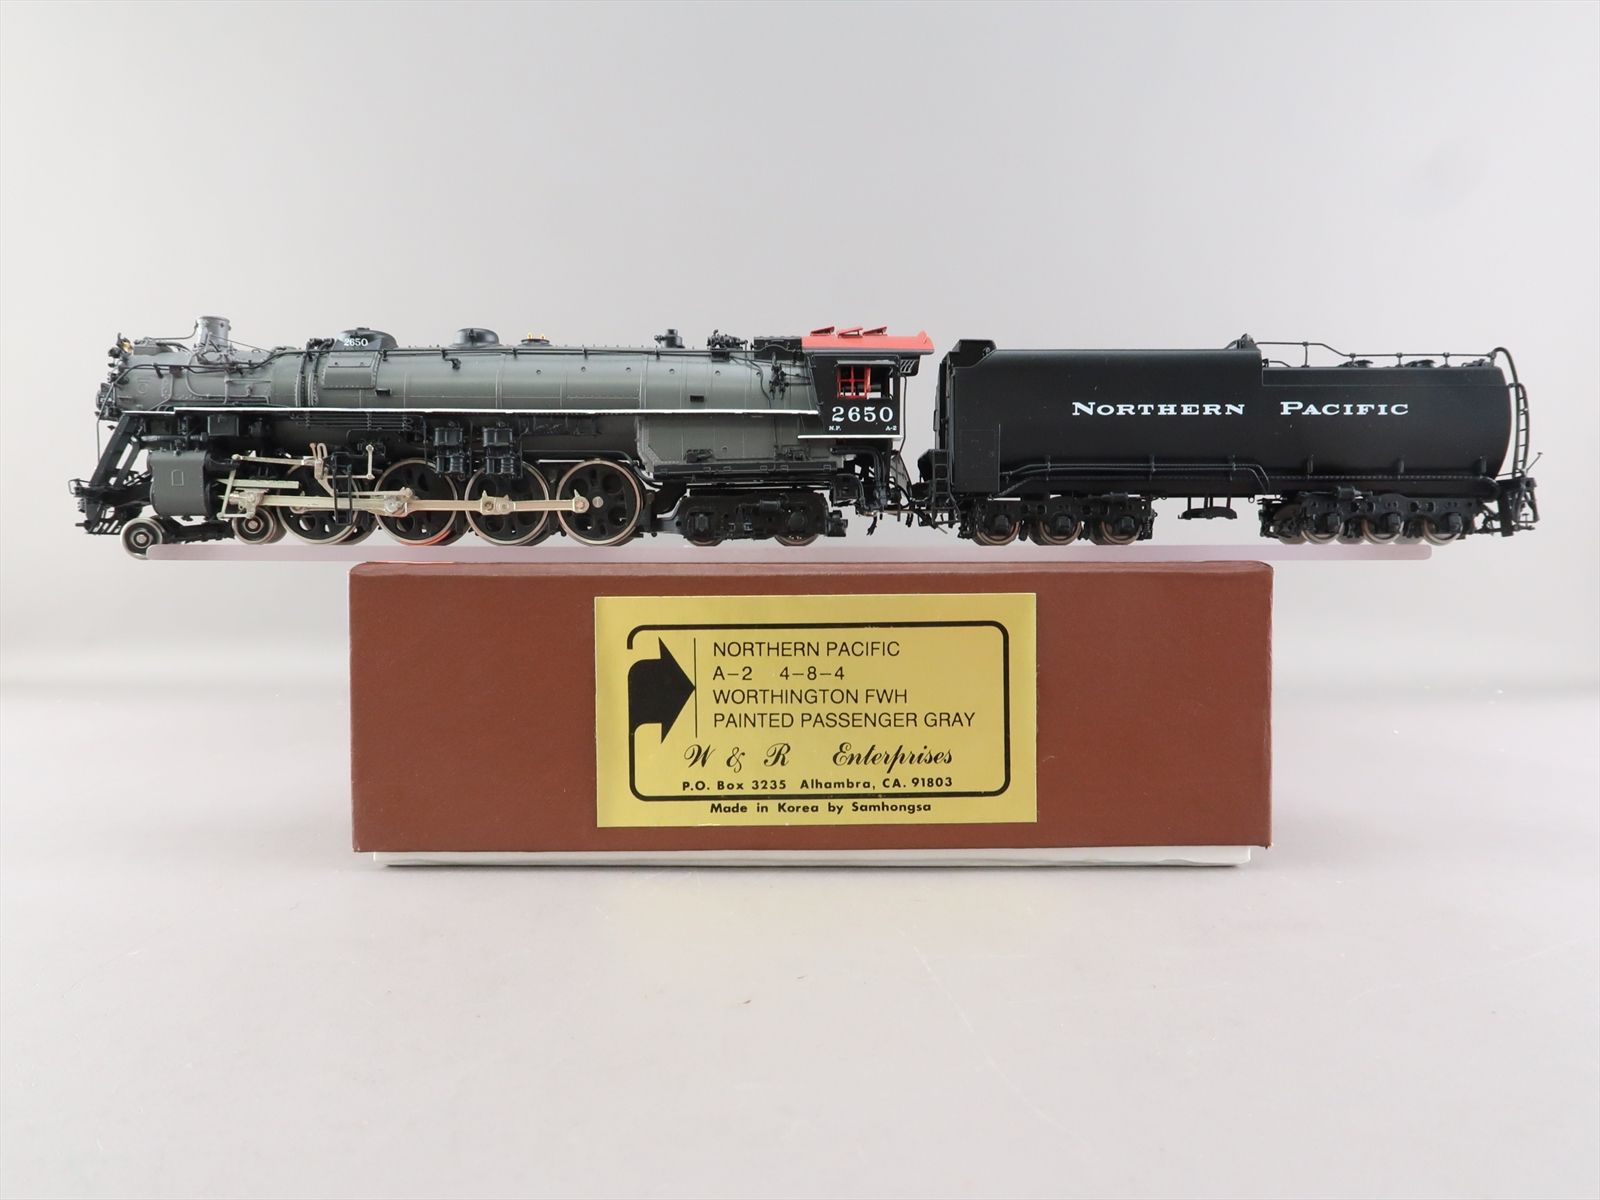 2650
2650
N.P. A-2
NORTHERN PACIFIC
NORTHERN PACIFIC
A-2 4-8-4
WORTHINGTON FWH
PAINTED PASSENGER GRAY
W & R Enterprises
P.O. Box 3235 Alhambra, CA. 91803
Made in Korea by Samhongsa